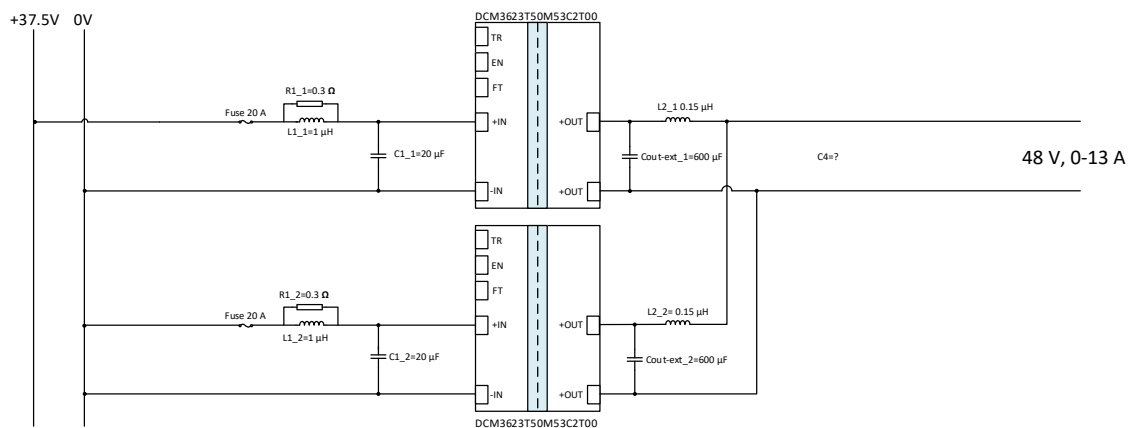 +37.5V 0V
DCM3623T50M53C2T00
TR
EN
FT
R1_1=0.3 Ω
Fuse 20 A
L1_1=1 µH
+IN
+OUT
L2_1 0.15 µH
C1_1=20 µF
Cout-ext_1=600 µF
C4=?
48 V, 0-13 A
-IN
+OUT
TR
EN
FT
R1_2=0.3 Ω
Fuse 20 A
L1_2=1 µH
+IN
+OUT
L2_2= 0.15 µH
C1_2=20 µF
Cout-ext_2=600 µF
-IN
+OUT
DCM3623T50M53C2T00